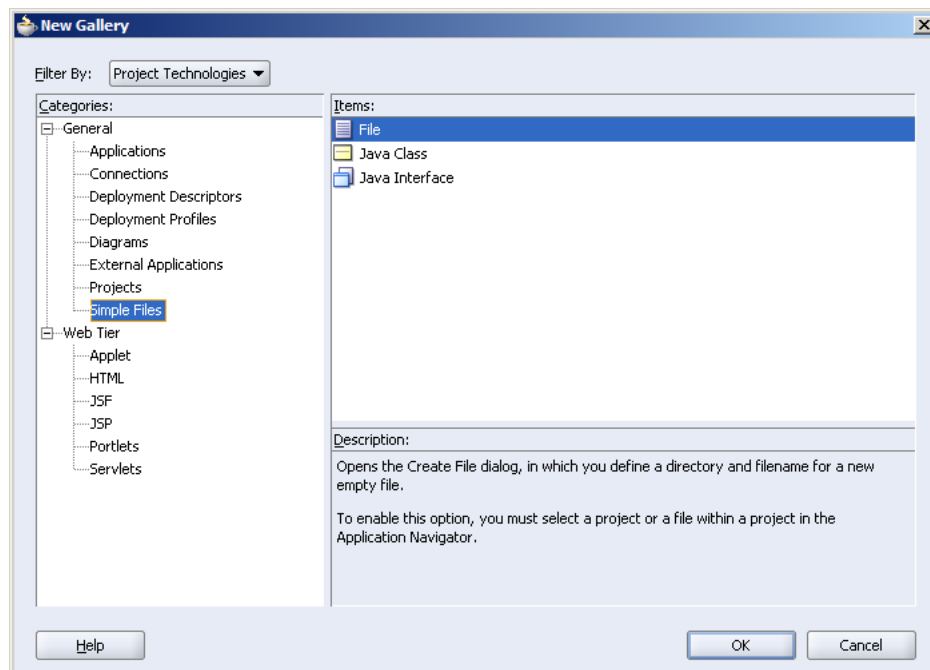 New Gallery
Filter By: Project Technologies
Categories:
General
Applications
Connections
Deployment Descriptors
Deployment Profiles
Diagrams
External Applications
Projects
Simple Files
Web Tier
Applet
HTML
JSF
JSP
Portlets
Servlets
Items:
File
Java Class
Java Interface
Description:
Opens the Create File dialog, in which you define a directory and filename for a new
empty file.
To enable this option, you must select a project or a file within a project in the
Application Navigator.
Help
OK
Cancel